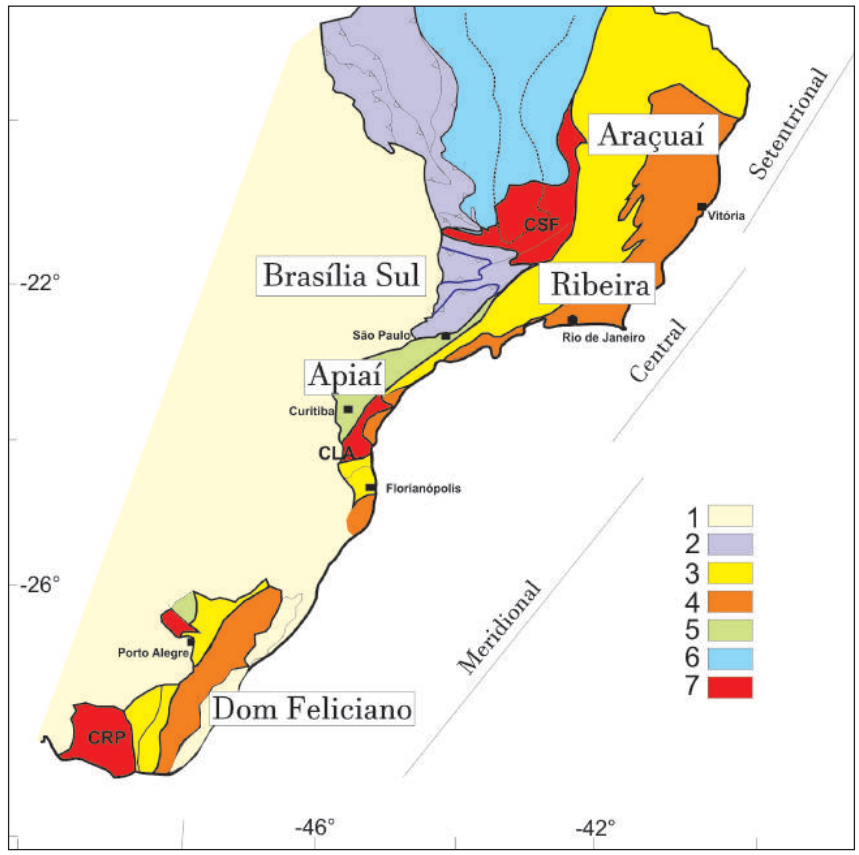 Setentrional
Araçuaí
Vitória
CSF
-22°
Brasília Sul
Ribeira
São Paulo
Rio de Janeiro
Central
Apiaí
Curitiba
CLA
Florianópolis
Meridional
1
2
3
4
5
6
7
-26°
Porto Alegre
Dom Feliciano
CRP
-46°
-42°